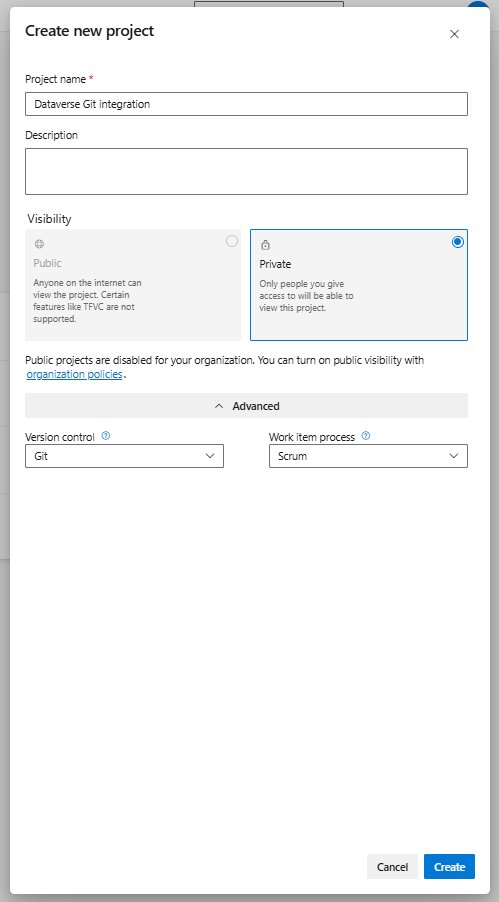 Create new project
Project name *
Dataverse Git integration
Description
Visibility
Public
Anyone on the internet can
view the project. Certain
features like TFVC are not
supported.
Private
Only people you give
access to will be able to
view this project.
Public projects are disabled for your organization. You can turn on public visibility with
organization policies.
Advanced
Version control
Git
Work item process
Scrum
Cancel
Create